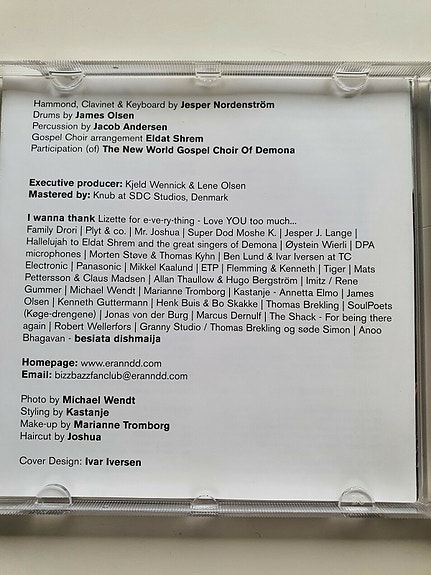 Hammond, Clavinet & Keyboard by Jesper Nordenström
Drums by James Olsen
Percussion by Jacob Andersen
Gospel Choir arrangement Eldat Shrem
Participation (of) The New World Gospel Choir Of Demona
Executive producer: Kjeld Wennick & Lene Olsen
Mastered by: Knub at SDC Studios, Denmark
I wanna thank Lizette for e-ve-ry-thing - Love YOU too much...
Family Drori | Plyt & co. | Mr. Joshua | Super Dod Moshe K. | Jesper J. Lange |
Hallelujah to Eldat Shrem and the great singers of Demona | Øystein Wierli | DPA
microphones | Morten Støve & Thomas Kyhn | Ben Lund & Ivar Iversen at TC
Electronic | Panasonic | Mikkel Kaalund | ETP | Flemming & Kenneth | Tiger | Mats
Pettersson & Claus Madsen | Allan Thaullow & Hugo Bergström | Imitz / Rene
Gummer | Michael Wendt | Marianne Tromborg | Kastanje - Annetta Elmo | James
Olsen | Kenneth Guttermann | Henk Buis & Bo Skakke | Thomas Brekling | SoulPoets
(Køge-drengene) | Jonas von der Burg | Marcus Dernulf | The Shack - For being there
again | Robert Wellerfors | Granny Studio / Thomas Brekling og søde Simon | Anoo
Bhagavan - besiata dishmaija
Homepage: www.eranndd.com
Email: bizzbazzfanclub@eranndd.com
Photo by Michael Wendt
Styling by Kastanje
Make-up by Marianne Tromborg
Haircut by Joshua
Cover Design: Ivar Iversen